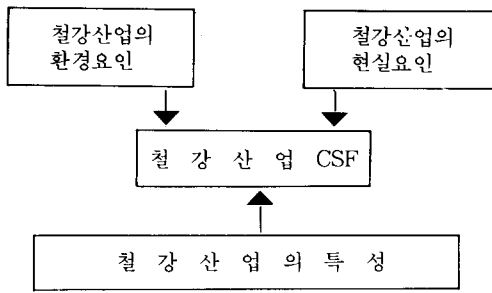 철강산업의
환경요인
철강산업의
현실요인
철 강 산 업 CSF
철 강 산 업 의 특 성